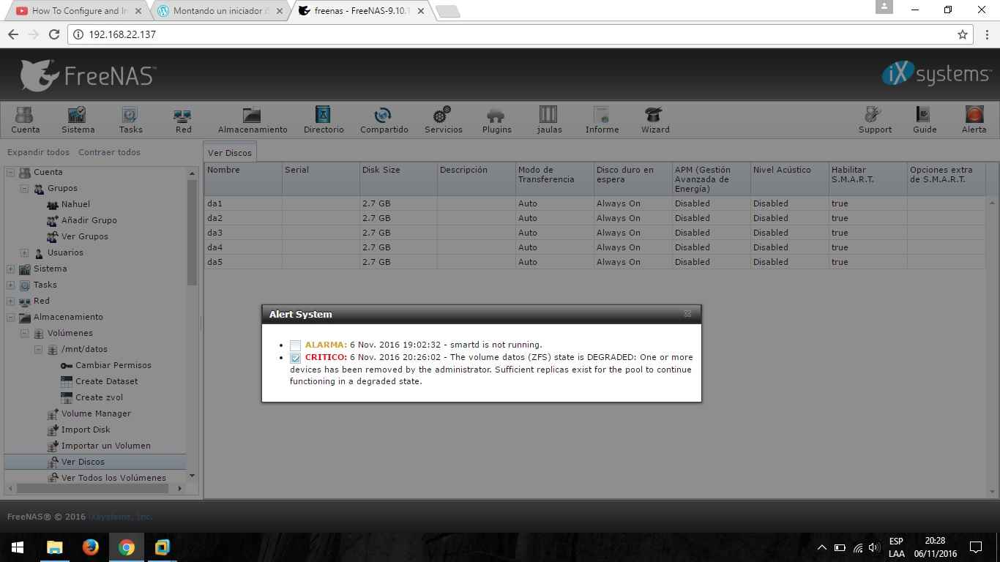 How To Configure and In
Montando un iniciador iS
freenas - FreeNAS-9.10.1
192.168.22.137
FreeNAS™
iXsystems™
Cuenta
Sistema
Tasks
Red
Almacenamiento
Directorio
Compartido
Servicios
Plugins
jaulas
Informe
Wizard
Support
Guide
Alerta
Expandir todos Contraer todos
Cuenta
Grupos
Nahuel
Añadir Grupo
Ver Grupos
Usuarios
Sistema
Tasks
Red
Almacenamiento
Volúmenes
/mnt/datos
Cambiar Permisos
Create Dataset
Create zvol
Volume Manager
Import Disk
Importar un Volumen
Ver Discos
Ver Todos los Volúmenes
Ver Discos
Nombre
Serial
Disk Size
Descripción
Modo de
Transferencia
Disco duro en
espera
APM (Gestión
Avanzada de
Energía)
Nivel Acústico
Habilitar
S.M.A.R.T.
Opciones extra
de S.M.A.R.T.
da1 2.7 GB Auto Always On Disabled Disabled true
da2 2.7 GB Auto Always On Disabled Disabled true
da3 2.7 GB Auto Always On Disabled Disabled true
da4 2.7 GB Auto Always On Disabled Disabled true
da5 2.7 GB Auto Always On Disabled Disabled true
Alert System
ALARMA: 6 Nov. 2016 19:02:32 - smartd is not running.
CRITICO: 6 Nov. 2016 20:26:02 - The volume datos (ZFS) state is DEGRADED: One or more
devices has been removed by the administrator. Sufficient replicas exist for the pool to continue
functioning in a degraded state.
FreeNAS® © 2016 iXsystems, Inc.
ESP
LAA
20:28
06/11/2016